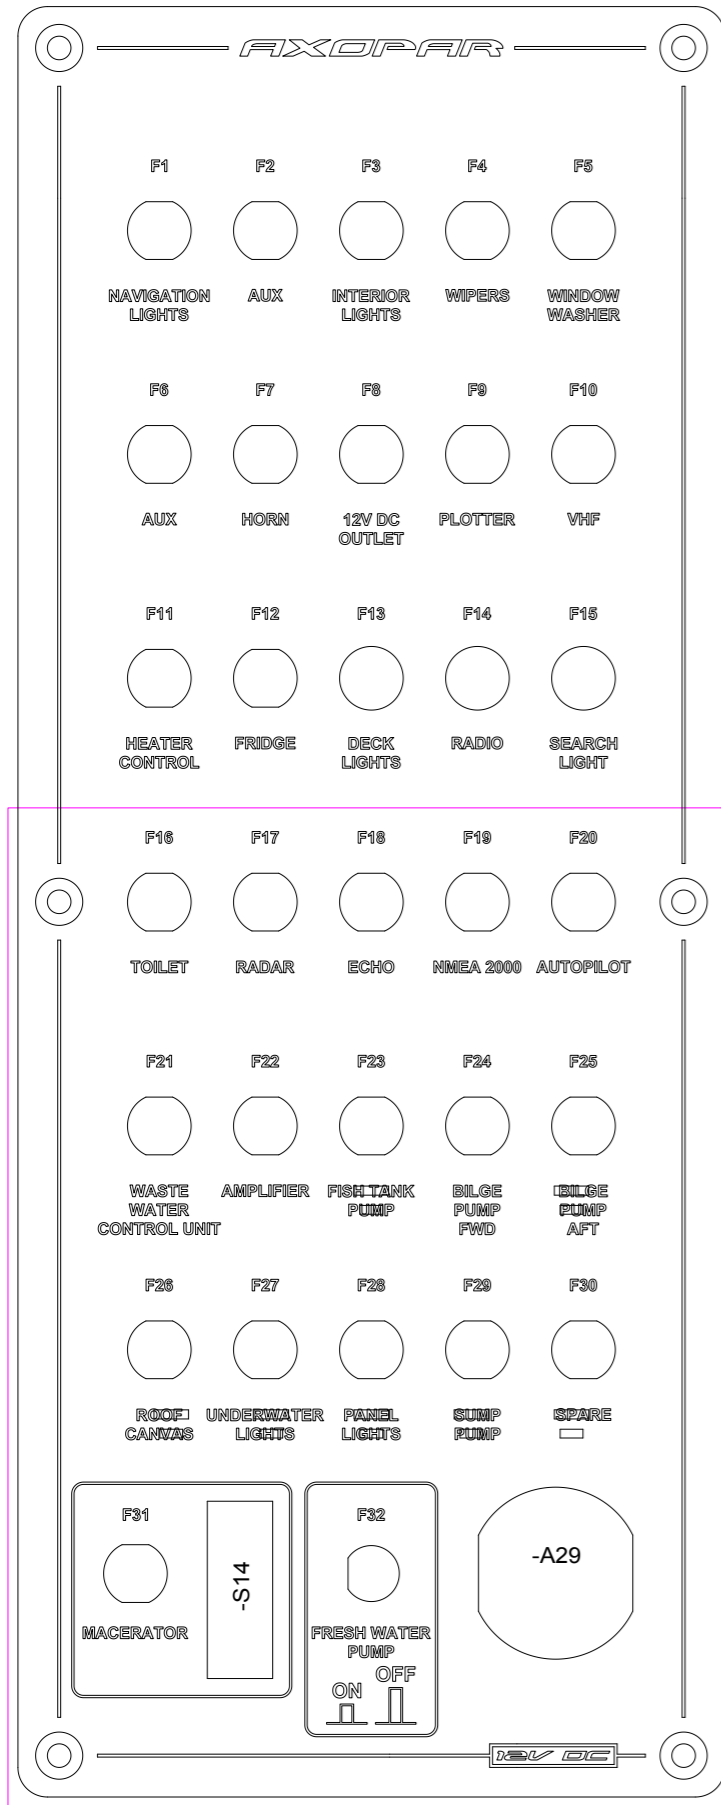 AXOPAR
F1 F2 F3 F4 F5
NAVIGATION LIGHTS
AUX
INTERIOR LIGHTS
WIPERS
WINDOW WASHER
F6 F7 F8 F9 F10
AUX
HORN
12V DC OUTLET
PLOTTER
VHF
F11 F12 F13 F14 F15
HEATER CONTROL
FRIDGE
DECK LIGHTS
RADIO
SEARCH LIGHT
F16 F17 F18 F19 F20
TOILET
RADAR
ECHO
NMEA 2000
AUTOPILOT
F21 F22 F23 F24 F25
WASTE WATER CONTROL UNIT
AMPLIFIER
FISH TANK PUMP
BILGE PUMP FWD
BILGE PUMP AFT
F26 F27 F28 F29 F30
ROOF CANVAS
UNDERWATER LIGHTS
PANEL LIGHTS
SUMP PUMP
SPARE
F31
-S14
MACERATOR
F32
FRESH WATER PUMP
ON OFF
-A29
12V DC